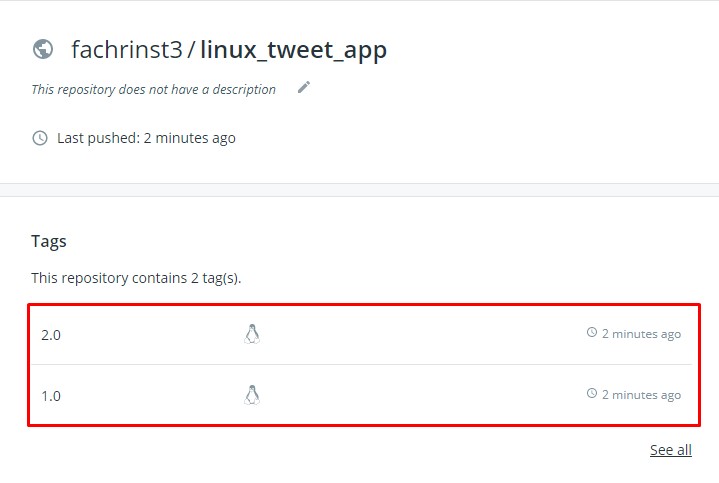 fachrinst3/linux_tweet_app
This repository does not have a description
Last pushed: 2 minutes ago
Tags
This repository contains 2 tag(s).
2.0 2 minutes ago
1.0 2 minutes ago
See all